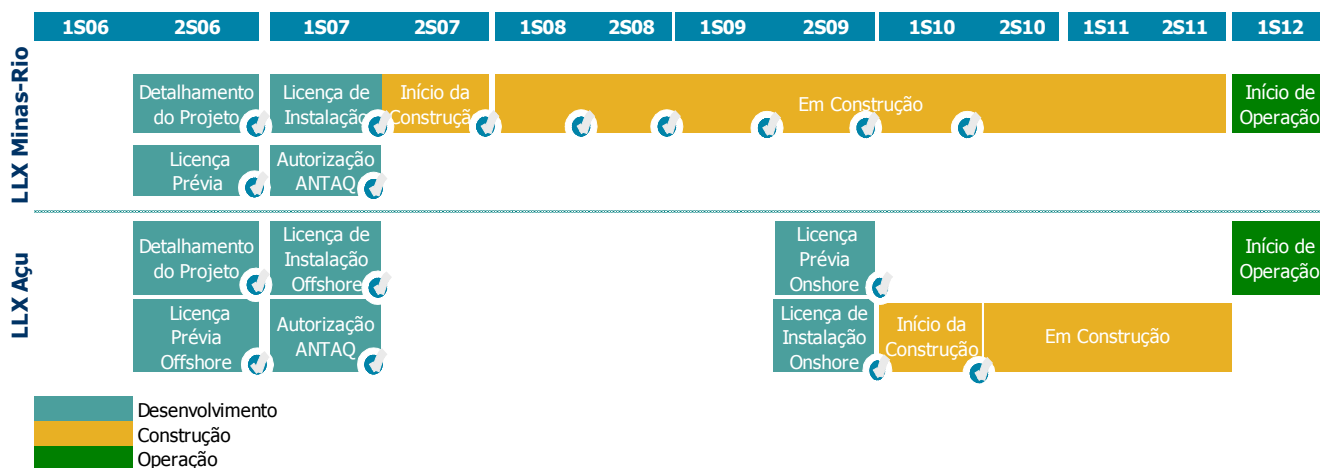 1S06 2S06 1S07 2S07 1S08 2S08 1S09 2S09 1S10 2S10 1S11 2S11 1S12
LLX Minas-Rio
Detalhamento
do Projeto
Licença de
Instalação
Início da
Construção
Em Construção
Início de
Operação
Licença
Prévia
Autorização
ANTAQ
LLX Açu
Detalhamento
do Projeto
Licença de
Instalação
Offshore
Licença
Prévia
Onshore
Início de
Operação
Licença
Prévia
Offshore
Autorização
ANTAQ
Licença de
Instalação
Onshore
Início da
Construção
Em Construção
Desenvolvimento
Construção
Operação